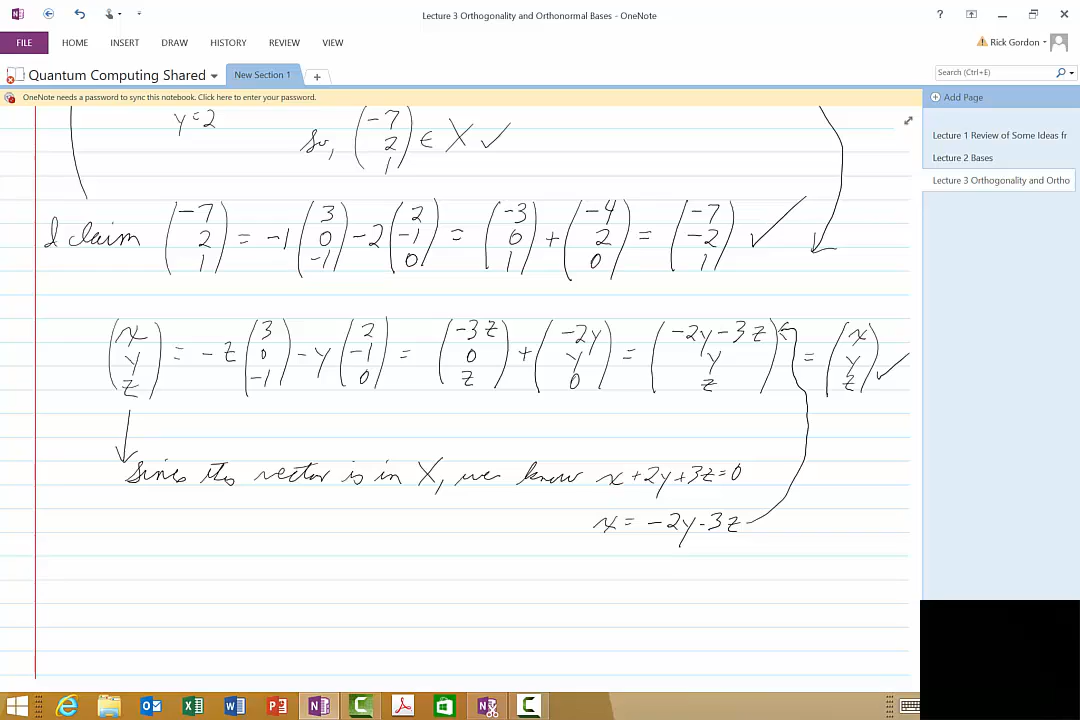 Lecture 3 Orthogonality and Orthonormal Bases - OneNote
?
FILE HOME INSERT DRAW HISTORY REVIEW VIEW
Rick Gordon
Quantum Computing Shared New Section 1 +
Search (Ctrl+E)
OneNote needs a password to sync this notebook. Click here to enter your password.
Add Page
Lecture 1 Review of Some Ideas fr
Lecture 2 Bases
Lecture 3 Orthogonality and Ortho
y=2
So, (-7 2 1) ∈ X ✓
I claim (-7 2 1) = -1 (3 0 -1) -2 (2 -1 0) = (-3 0 1) + (-4 2 0) = (-7 -2 1) ✓
(x y z) = -z (3 0 -1) - y (2 -1 0) = (-3z 0 z) + (-2y y 0) = (-2y-3z y z) = (x y z) ✓
Since this vector is in X, we know x+2y+3z=0
x = -2y-3z